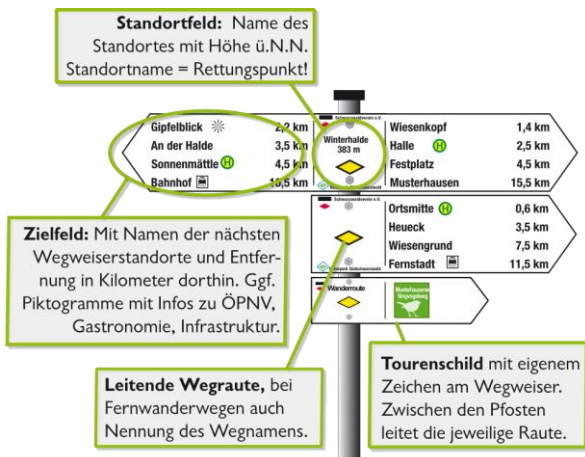 Standortfeld: Name des
Standortes mit Höhe ü.N.N.
Standortname = Rettungspunkt!
Schwarzwaldverein e.V.
Gipfelblick 2,2 km
An der Halde 3,5 km
Sonnenmättle H 4,5 km
Bahnhof 10,5 km
Winterhalde
383 m
Wiesenkopf 1,4 km
Halle H 2,5 km
Festplatz 4,5 km
Musterhausen 15,5 km
Schwarzwaldverein e.V.
Ortsmitte H 0,6 km
Heueck 3,5 km
Wiesengrund 7,5 km
Fernstadt 11,5 km
Wanderroute
Musterhausener
Singvogelweg
Zielfeld: Mit Namen der nächsten
Wegweiserstandorte und Entfer-
nung in Kilometer dorthin. Ggf.
Piktogramme mit Infos zu ÖPNV,
Gastronomie, Infrastruktur.
Leitende Wegraute, bei
Fernwanderwegen auch
Nennung des Wegnamens.
Tourenschild mit eigenem
Zeichen am Wegweiser.
Zwischen den Pfosten
leitet die jeweilige Raute.